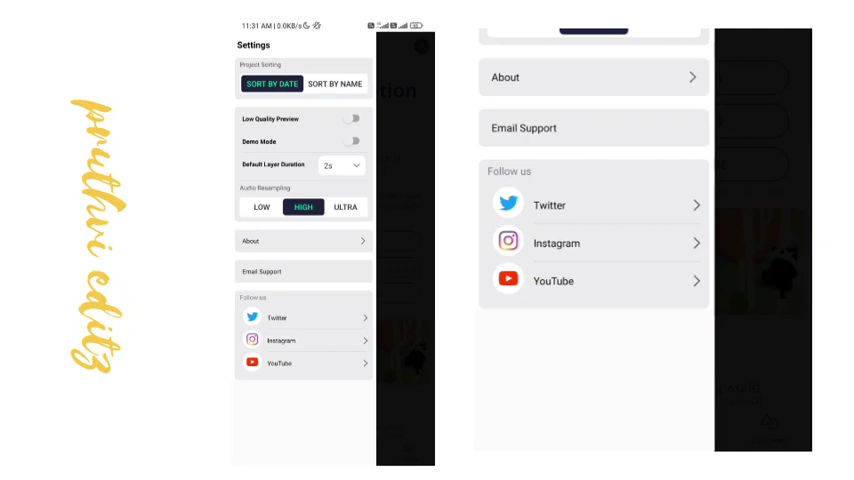 pruthvi editz
11:31 AM | 0.0KB/s
Settings
Project Sorting
SORT BY DATE SORT BY NAME
Low Quality Preview
Demo Mode
Default Layer Duration 2s
Audio Resampling
LOW HIGH ULTRA
About
Email Support
Follow us
Twitter
Instagram
YouTube
tion
About
Email Support
Follow us
Twitter
Instagram
YouTube